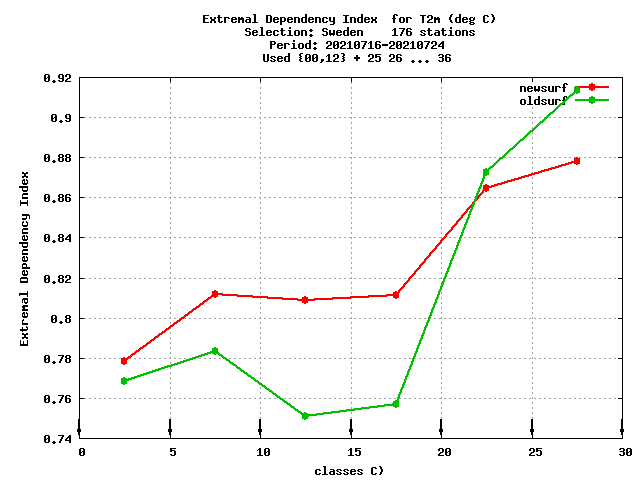 Extremal Dependency Index  for T2m (deg C)
Selection: Sweden    176 stations
Period: 20210716-20210724
Used {00,12} + 25 26 ... 36
newsurf
oldsurf
Extremal Dependency Index
0.92
0.9
0.88
0.86
0.84
0.82
0.8
0.78
0.76
0.74
0 5 10 15 20 25 30
classes C)